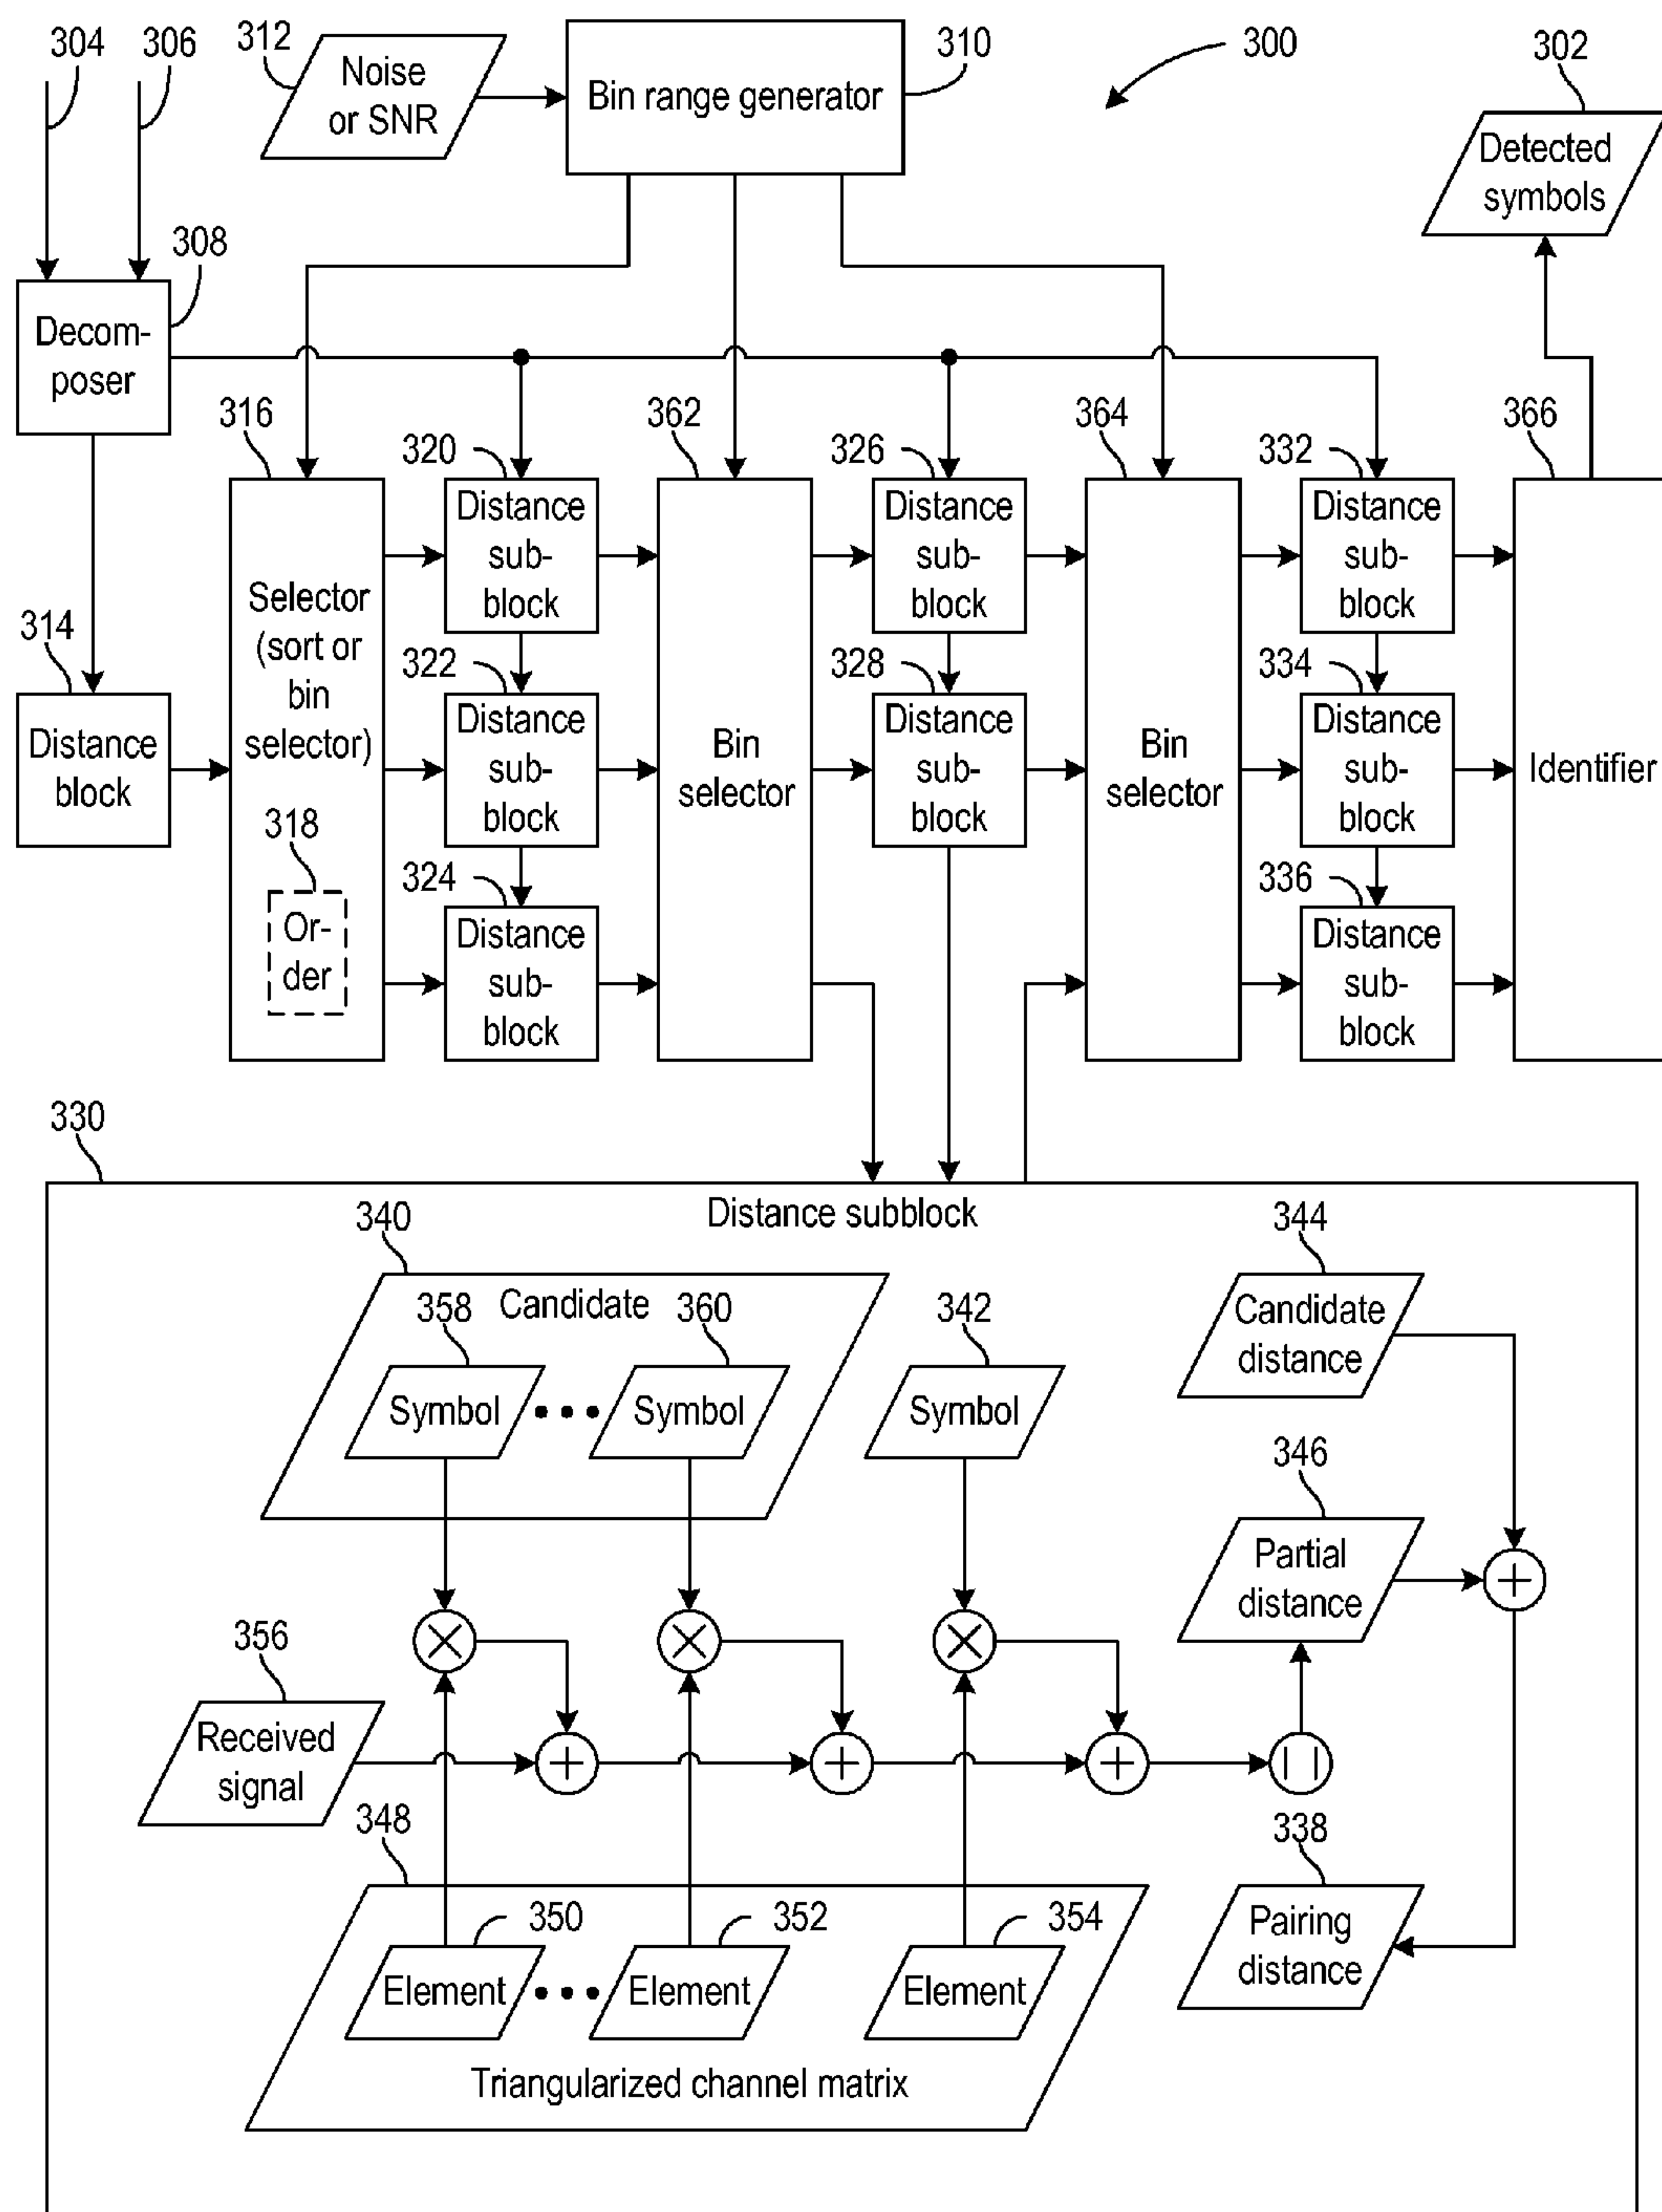 304
306
312
Noise
or SNR
Bin range generator
310
300
302
Detected
symbols
308
Decom-
poser
316
320
362
326
364
332
366
314
Distance
block
Selector
(sort or
bin
selector)
318
Or-
der
Distance
sub-
block
322
Distance
sub-
block
324
Distance
sub-
block
Bin
selector
Distance
sub-
block
328
Distance
sub-
block
Bin
selector
Distance
sub-
block
334
Distance
sub-
block
336
Distance
sub-
block
Identifier
330
Distance subblock
340
Candidate
358
360
342
344
Symbol
Symbol
Symbol
Candidate
distance
346
Partial
distance
356
Received
signal
348
350
352
354
Element
Element
Element
Triangularized channel matrix
338
Pairing
distance